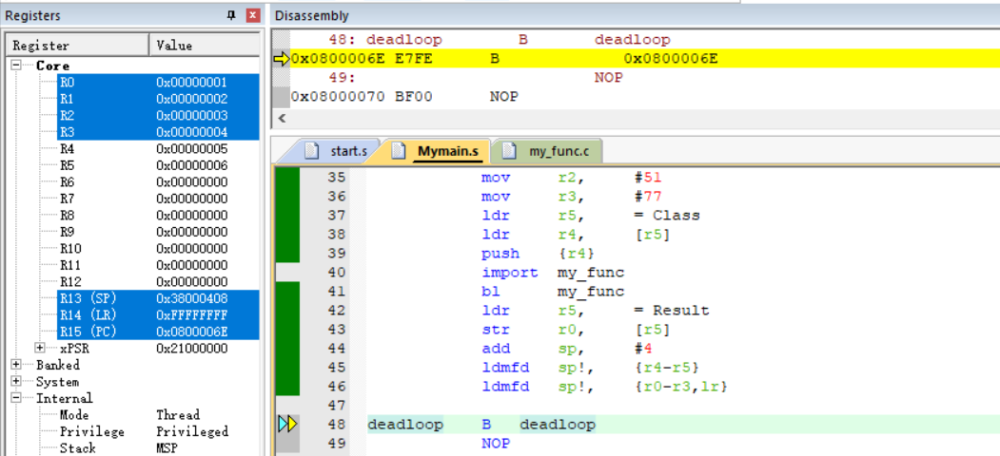 Registers
Register Value
Core
R0 0x00000001
R1 0x00000002
R2 0x00000003
R3 0x00000004
R4 0x00000005
R5 0x00000006
R6 0x00000000
R7 0x00000000
R8 0x00000000
R9 0x00000000
R10 0x00000000
R11 0x00000000
R12 0x00000000
R13 (SP) 0x38000408
R14 (LR) 0xFFFFFFFF
R15 (PC) 0x0800006E
xPSR 0x21000000
Banked
System
Internal
Mode Thread
Privilege Privileged
Stack MSP
Disassembly
48: deadloop B deadloop
0x0800006E E7FE B 0x0800006E
49: NOP
0x08000070 BF00 NOP
start.s Mymain.s my_func.c
35 mov r2, #51
36 mov r3, #77
37 ldr r5, = Class
38 ldr r4, [r5]
39 push {r4}
40 import my_func
41 bl my_func
42 ldr r5, = Result
43 str r0, [r5]
44 add sp, #4
45 ldmfd sp!, {r4-r5}
46 ldmfd sp!, {r0-r3,lr}
47
48 deadloop B deadloop
49 NOP